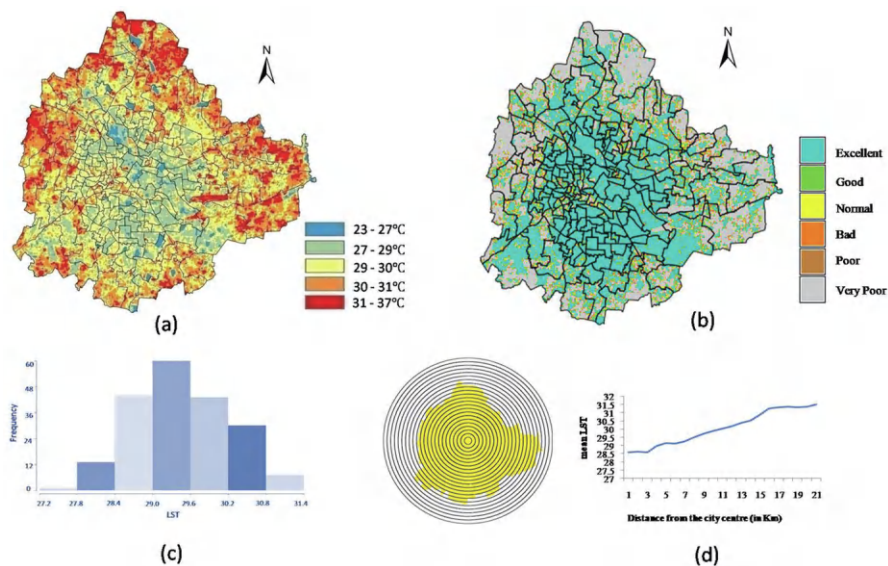 N
N
23 - 27°C
27 - 29°C
29 - 30°C
30 - 31°C
31 - 37°C
(a)
Excellent
Good
Normal
Bad
Poor
Very Poor
(b)
Frequency
60
48
36
24
12
0
27.2 27.8 28.4 29.0 29.6 30.2 30.8 31.4
LST
(c)
mean LST
32
31.5
31
30.5
30
29.5
29
28.5
28
27.5
27
1 3 5 7 9 11 13 15 17 19 21
Distance from the city centre (in Km)
(d)